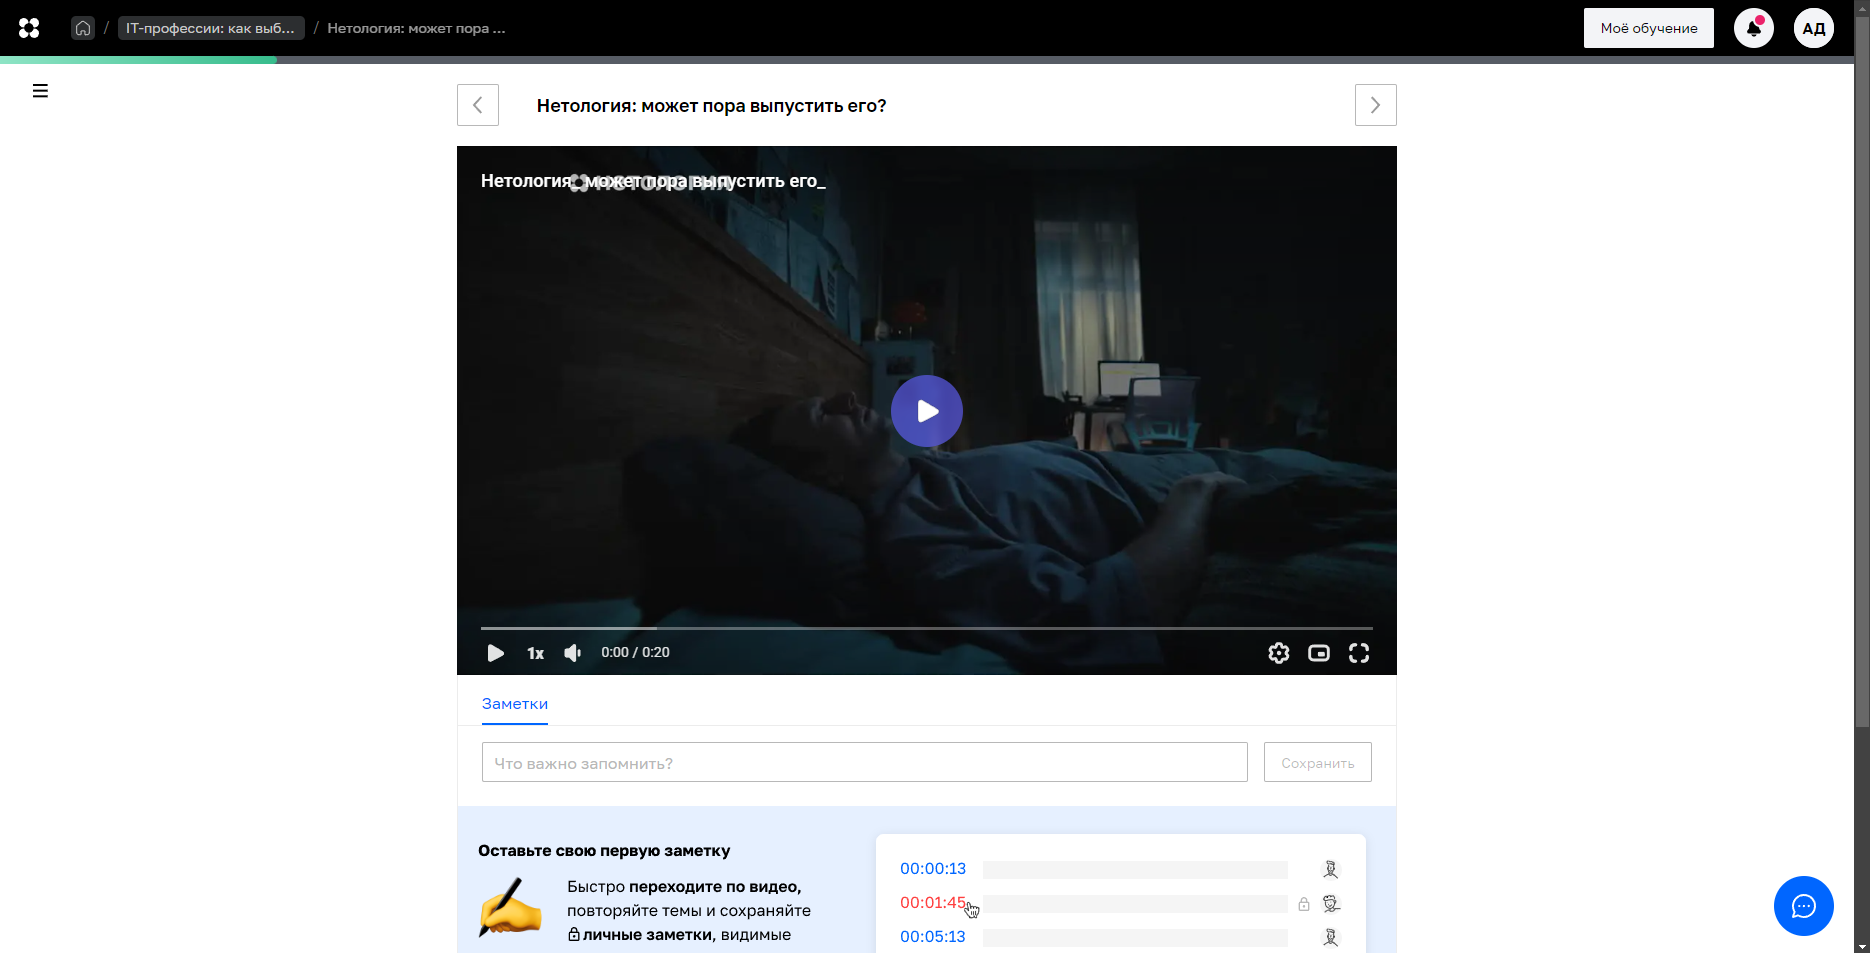 IT-профессии: как выб...
/
Нетология: может пора ...
Моё обучение
АД
Нетология: может пора выпустить его?
Нетология_ может пора выпустить его_
нетология
1x
0:00 / 0:20
Заметки
Что важно запомнить?
Сохранить
Оставьте свою первую заметку
Быстро переходите по видео,
повторяйте темы и сохраняйте
личные заметки, видимые
00:00:13
00:01:45
00:05:13